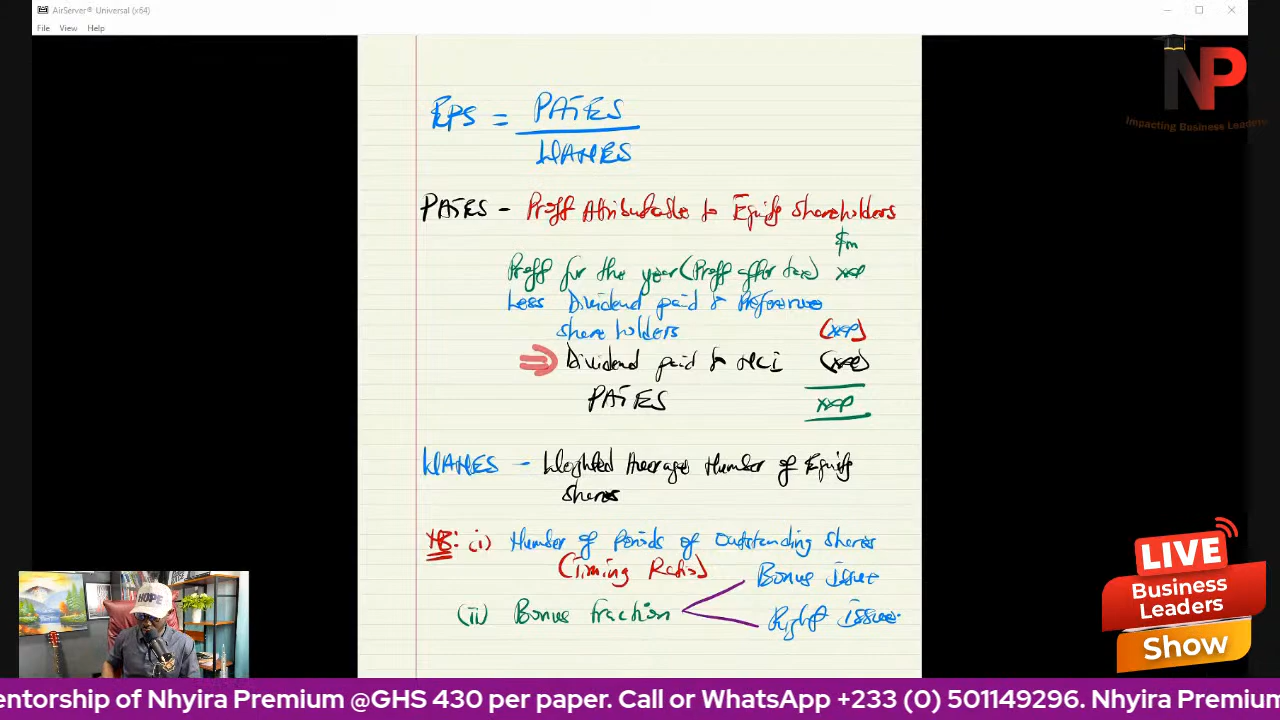 AirServer® Universal (x64)
File View Help
NP
Impacting Business Leaders
EPS = PATES
WANES
PATES - Profit Attributable to Equity Shareholders
$m
Profit for the year (Profit after tax) xxx
Less Dividend paid to Preference
shareholders (xxx)
⇒ Dividend paid to NCI (xxx)
PATES xxx
WANES - Weighted Average Number of Equity
shares
NB: (i) Number of Periods of Outstanding shares
(Timing Ratio)
Bonus issue
(ii) Bonus fraction
Right issue
HOPE
LIVE
Business
Leaders
Show
entorship of Nhyira Premium @GHS 430 per paper. Call or WhatsApp +233 (0) 501149296. Nhyira Premium